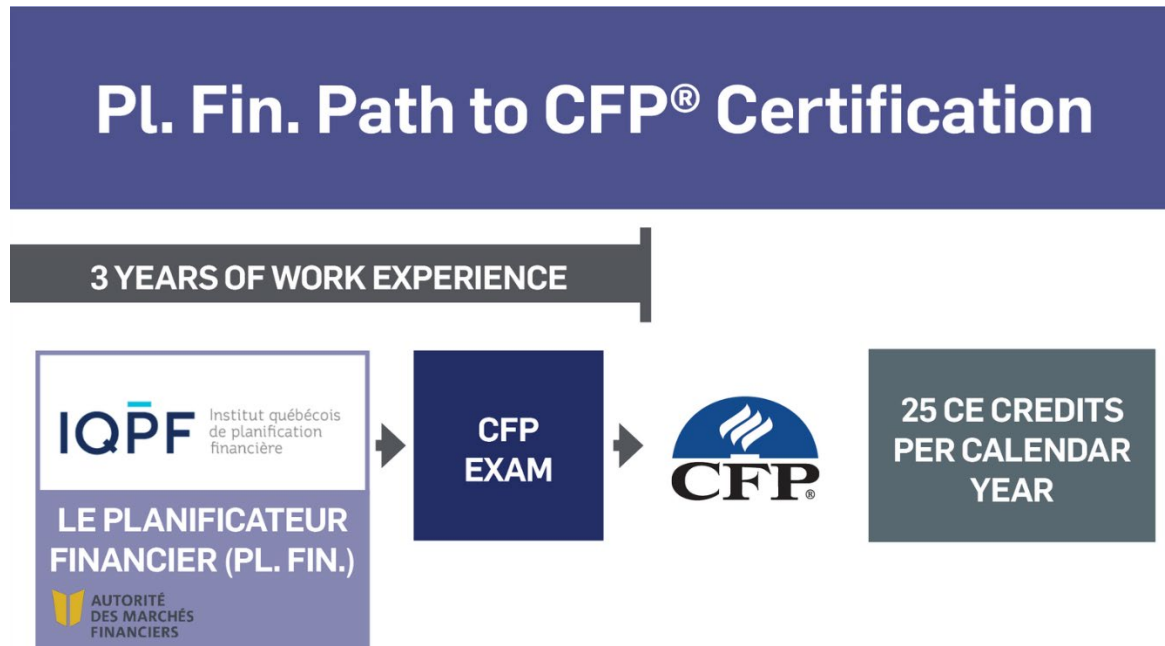 Pl. Fin. Path to CFP® Certification
3 YEARS OF WORK EXPERIENCE
IQPF
Institut québécois
de planification
financière
LE PLANIFICATEUR
FINANCIER (PL. FIN.)
AUTORITÉ
DES MARCHÉS
FINANCIERS
CFP
EXAM
CFP®
25 CE CREDITS
PER CALENDAR
YEAR